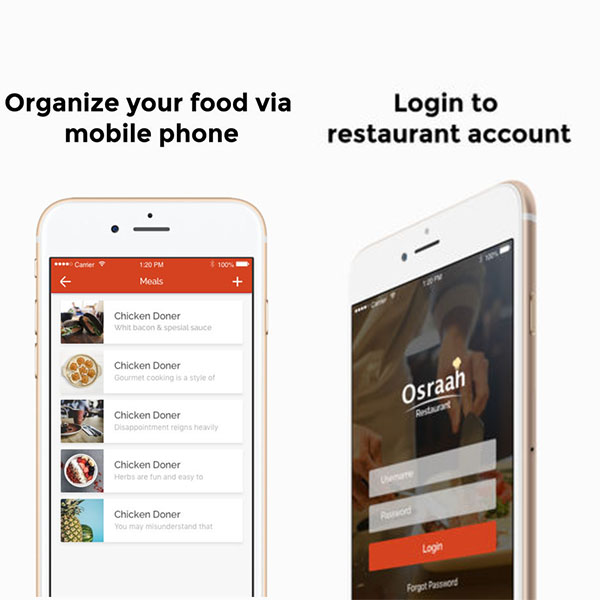 Organize your food via
mobile phone
Login to
restaurant account
Carrier
1:20 PM
100%
Meals
Chicken Doner
Whit bacon & spesial sauce
Chicken Doner
Gourmet cooking is a style of
Chicken Doner
Disappointment reigns heavily
Chicken Doner
Herbs are fun and easy to
Chicken Doner
You may misunderstand that
Carrier
1:20 PM
100%
Osraah
Restaurant
Username
Password
Login
Forgot Password